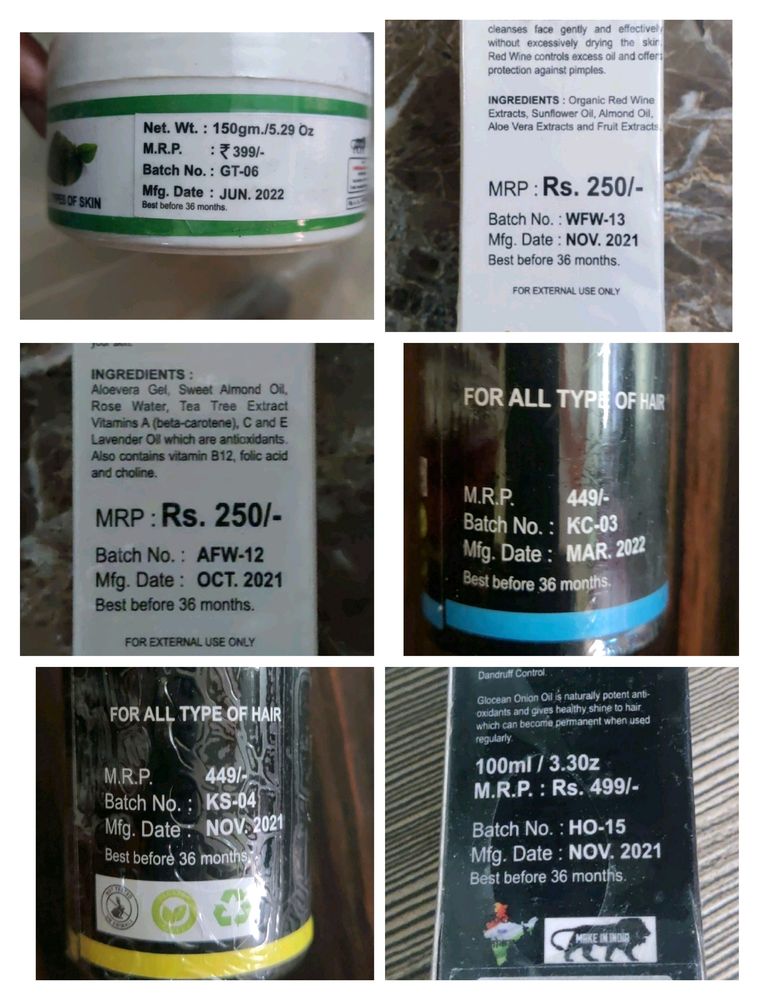 TYPES OF SKIN
Net. Wt. : 150gm./5.29 Oz
M.R.P. : ₹ 399/-
Batch No. : GT-06
Mfg. Date : JUN. 2022
Best before 36 months.
cleanses face gently and effectively
without excessively drying the skin.
Red Wine controls excess oil and offers
protection against pimples.
INGREDIENTS : Organic Red Wine
Extracts, Sunflower Oil, Almond Oil,
Aloe Vera Extracts and Fruit Extracts.
MRP : Rs. 250/-
Batch No. : WFW-13
Mfg. Date : NOV. 2021
Best before 36 months.
FOR EXTERNAL USE ONLY
your skin.
INGREDIENTS :
Aloevera Gel, Sweet Almond Oil,
Rose Water, Tea Tree Extract
Vitamins A (beta-carotene), C and E
Lavender Oil which are antioxidants.
Also contains vitamin B12, folic acid
and choline.
MRP : Rs. 250/-
Batch No. : AFW-12
Mfg. Date : OCT. 2021
Best before 36 months.
FOR EXTERNAL USE ONLY
FOR ALL TYPE OF HAIR
M.R.P. 449/-
Batch No. : KC-03
Mfg. Date : MAR. 2022
Best before 36 months.
FOR ALL TYPE OF HAIR
M.R.P. 449/-
Batch No. : KS-04
Mfg. Date : NOV. 2021
Best before 36 months.
Dandruff Control.
Glocean Onion Oil is naturally potent anti-
oxidants and gives healthy shine to hair
which can become permanent when used
regularly.
100ml / 3.30z
M.R.P. : Rs. 499/-
Batch No. : HO-15
Mfg. Date : NOV. 2021
Best before 36 months.
MAKE IN INDIA